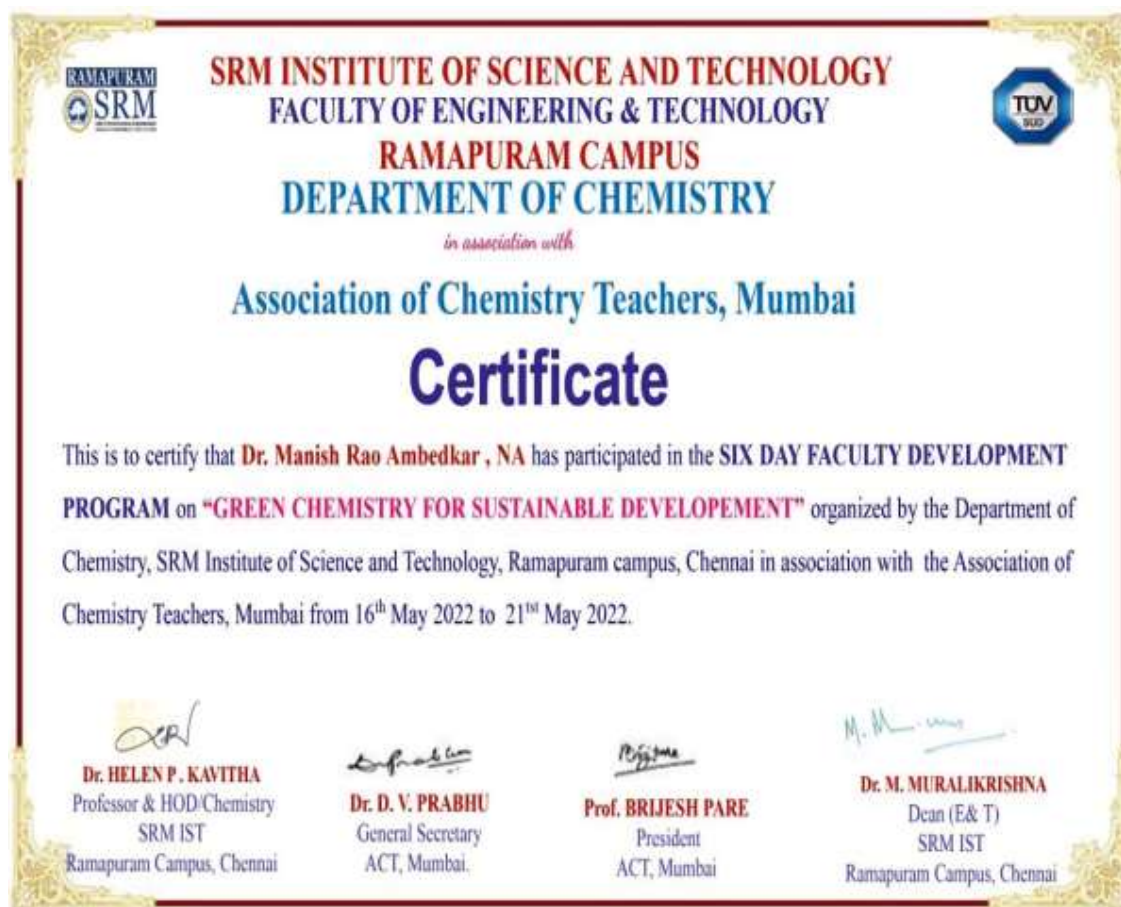 RAMAPURAM
SRM
SRM INSTITUTE OF SCIENCE AND TECHNOLOGY
FACULTY OF ENGINEERING & TECHNOLOGY
RAMAPURAM CAMPUS
DEPARTMENT OF CHEMISTRY
TÜV
SÜD
in association with
Association of Chemistry Teachers, Mumbai
Certificate
This is to certify that Dr. Manish Rao Ambedkar , NA has participated in the SIX DAY FACULTY DEVELOPMENT
PROGRAM on “GREEN CHEMISTRY FOR SUSTAINABLE DEVELOPEMENT” organized by the Department of
Chemistry, SRM Institute of Science and Technology, Ramapuram campus, Chennai in association with the Association of
Chemistry Teachers, Mumbai from 16th May 2022 to 21tst May 2022.
Dr. HELEN P . KAVITHA
Professor & HOD/Chemistry
SRM IST
Ramapuram Campus, Chennai
Dr. D. V. PRABHU
General Secretary
ACT, Mumbai.
Prof. BRIJESH PARE
President
ACT, Mumbai
M. M
Dr. M. MURALIKRISHNA
Dean (E& T)
SRM IST
Ramapuram Campus, Chennai